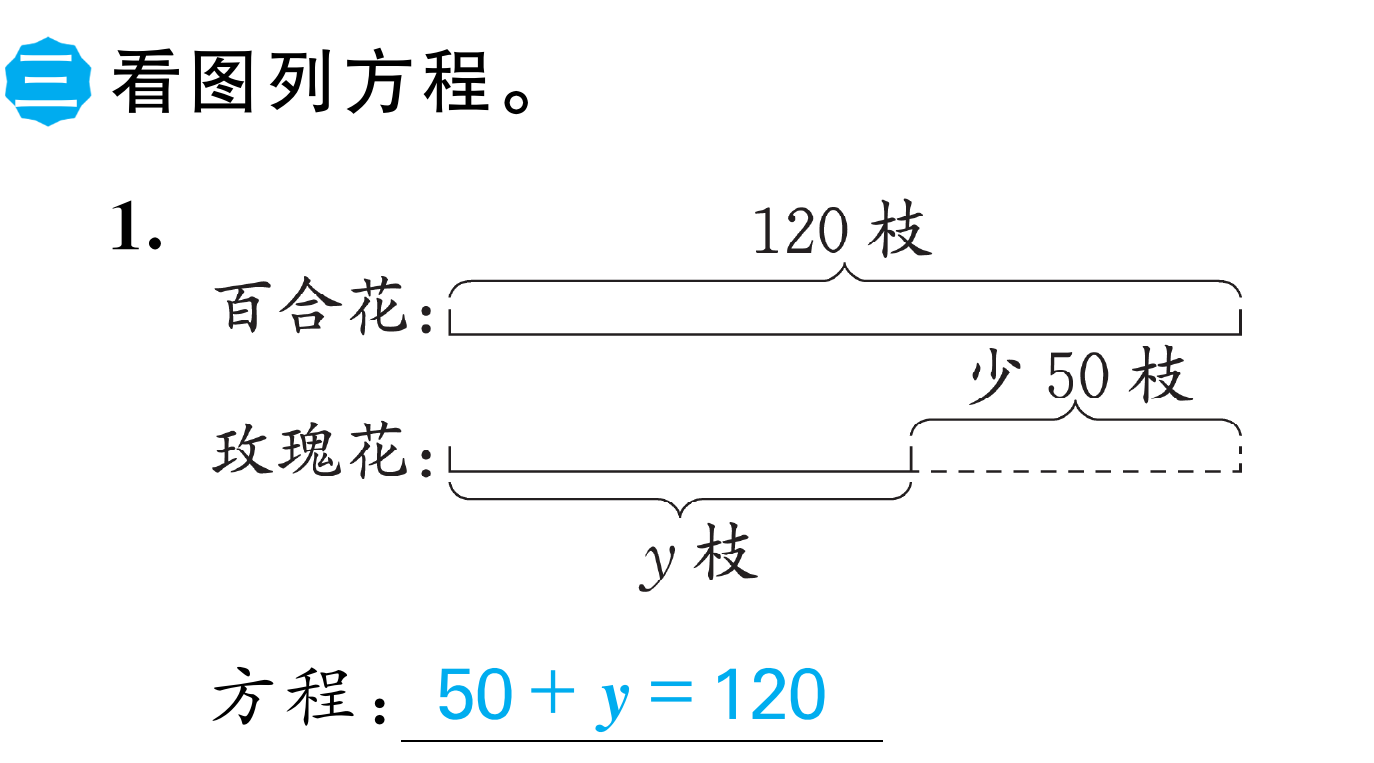 三 看图列方程。
1.
120 枝
百合花：
少 50 枝
玫瑰花：
y 枝
方程：50 + y = 120